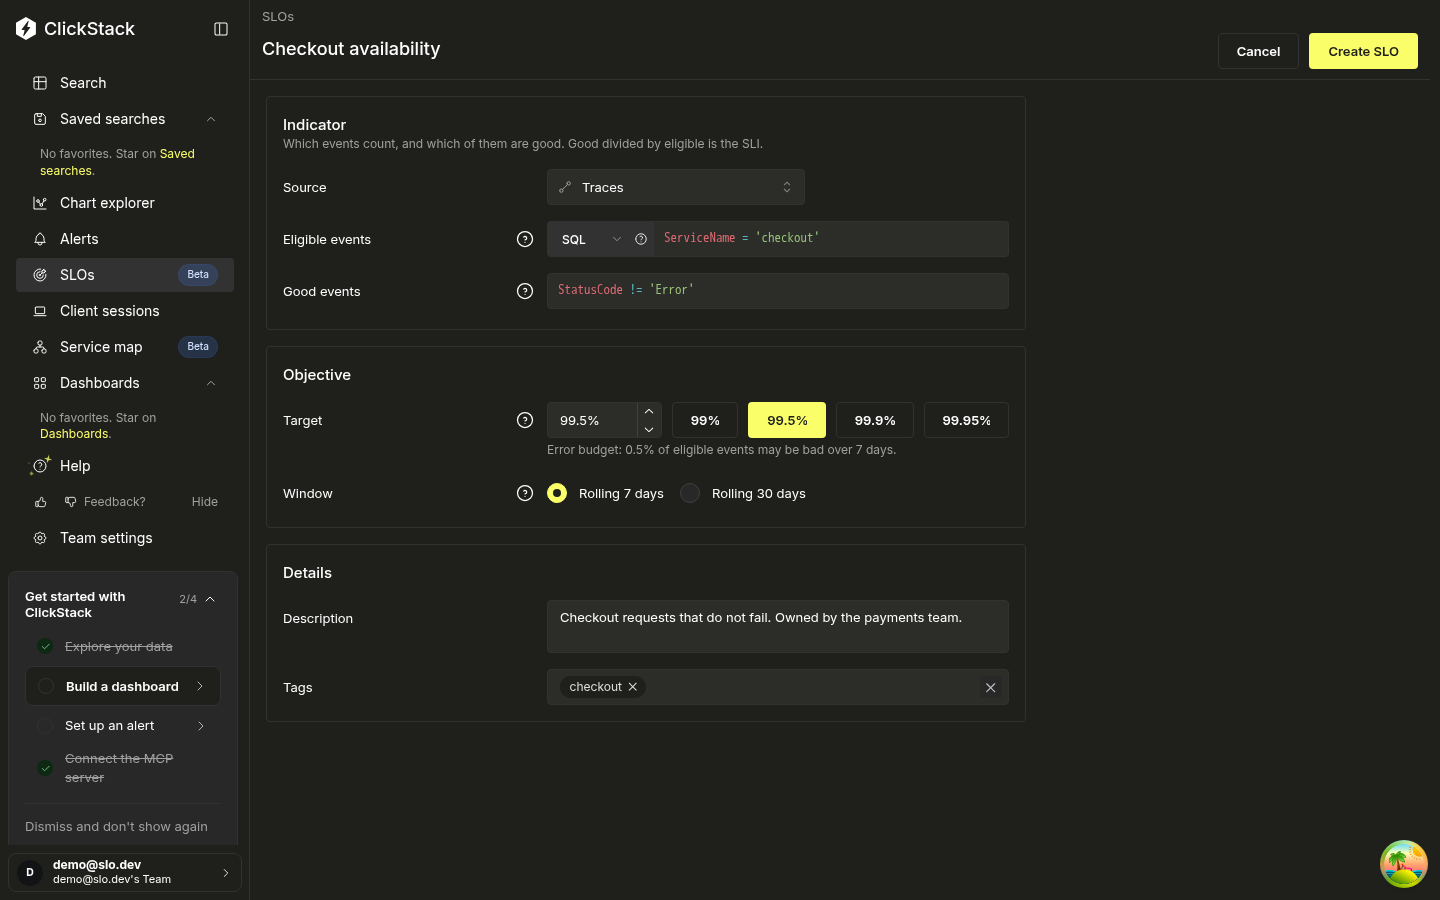 ClickStack
Search
Saved searches
No favorites. Star on Saved
searches.
Chart explorer
Alerts
SLOs
Beta
Client sessions
Service map
Beta
Dashboards
No favorites. Star on
Dashboards.
Help
Feedback?
Hide
Team settings
Get started with
ClickStack
2/4
Explore your data
Build a dashboard
Set up an alert
Connect the MCP
server
Dismiss and don't show again
D
demo@slo.dev
demo@slo.dev's Team
SLOs
Checkout availability
Cancel
Create SLO
Indicator
Which events count, and which of them are good. Good divided by eligible is the SLI.
Source
Traces
Eligible events
SQL
ServiceName = 'checkout'
Good events
StatusCode != 'Error'
Objective
Target
99.5%
99%
99.5%
99.9%
99.95%
Error budget: 0.5% of eligible events may be bad over 7 days.
Window
Rolling 7 days
Rolling 30 days
Details
Description
Checkout requests that do not fail. Owned by the payments team.
Tags
checkout